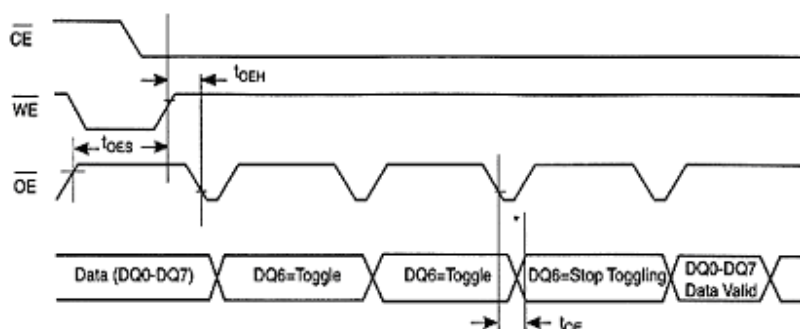 CE
tOEH
WE
tOES
OE
*
Data (DQ0-DQ7)
DQ6=Toggle
DQ6=Toggle
DQ6=Stop Toggling
DQ0-DQ7
Data Valid
tOE